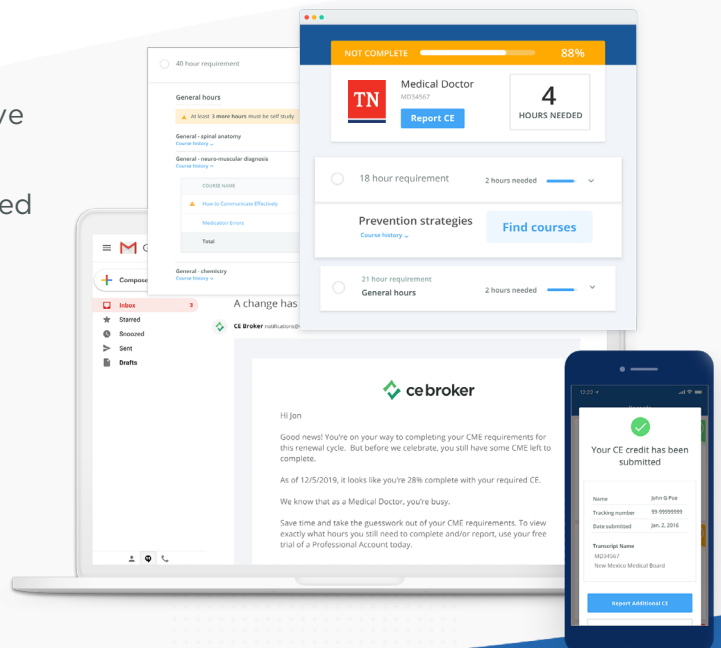 ve
ed
40 hour requirement
General hours
At least 3 more hours must be self study
General - spinal anatomy
Course history
General - neuro-muscular diagnosis
Course history
COURSE NAME
How to Communicate Effectively
Medication Errors
Total
General - chemistry
Course history
NOT COMPLETE 88%
TN
Medical Doctor
MD34567
Report CE
4
HOURS NEEDED
18 hour requirement 2 hours needed
Prevention strategies
Course history
Find courses
21 hour requirement
General hours 2 hours needed
Compose
Inbox 3
Starred
Snoozed
Sent
Drafts
A change has
CE Broker
cebroker
Hi Jon
Good news! You're on your way to completing your CME requirements for
this renewal cycle. But before we celebrate, you still have some CME left to
complete.
As of 12/5/2019, it looks like you're 28% complete with your required CE.
We know that as a Medical Doctor, you're busy.
Save time and take the guesswork out of your CME requirements. To view
exactly what hours you still need to complete and/or report, use your free
trial of a Professional Account today.
12:22
Your CE credit has been
submitted
Name John Q Poe
Tracking number 99-99999999
Date submitted Jan. 2, 2016
Transcript Name
MD34567
New Mexico Medical Board
Report Additional CE